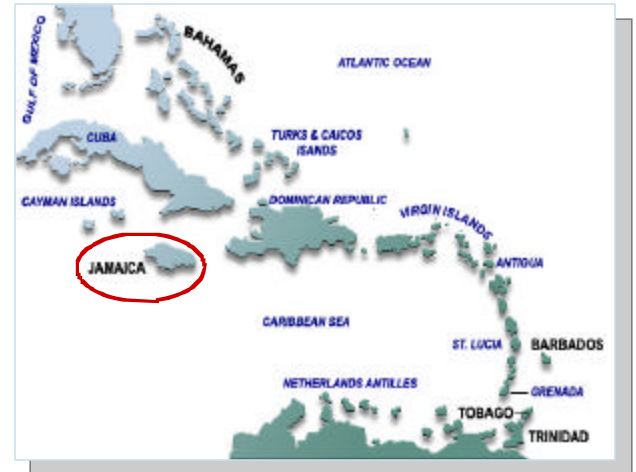 GULF OF MEXICO
BAHAMAS
ATLANTIC OCEAN
CUBA
TURKS & CAICOS
ISANDS
CAYMAN ISLANDS
DOMINICAN REPUBLIC
VIRGIN ISLANDS
JAMAICA
ANTIGUA
CARIBBEAN SEA
ST. LUCIA
BARBADOS
NETHERLANDS ANTILLES
GRENADA
TOBAGO
TRINIDAD